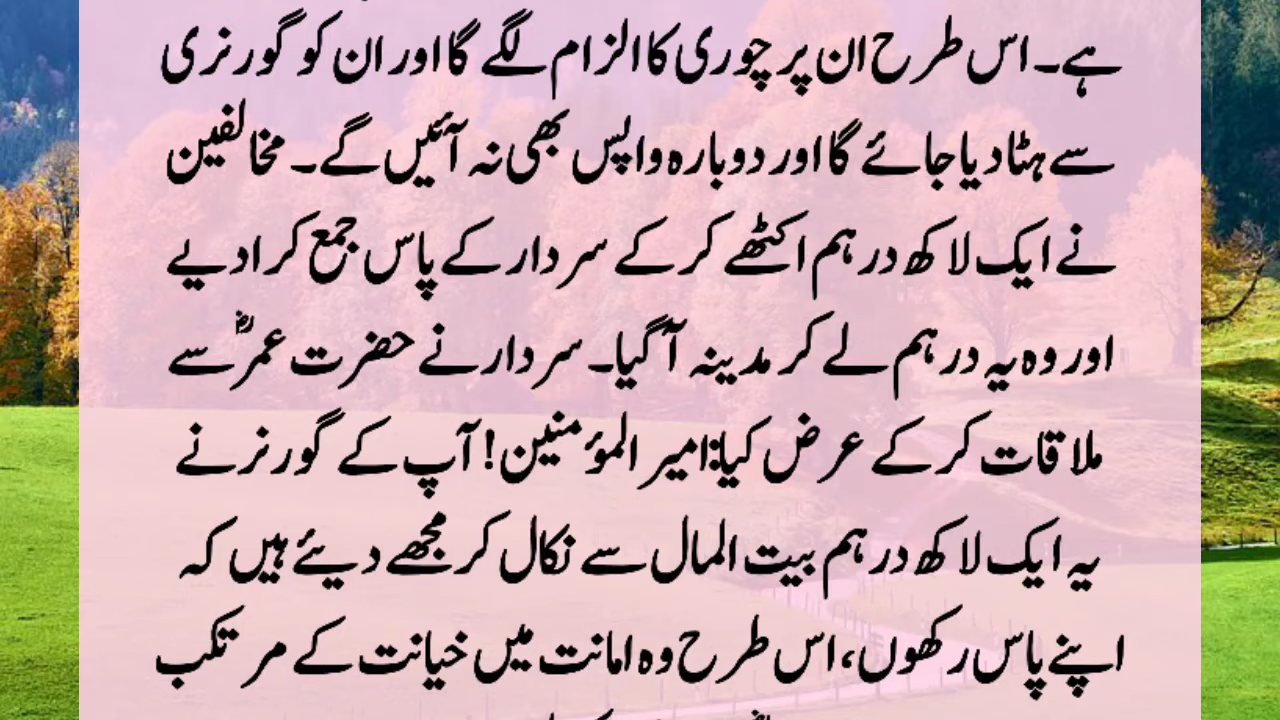 ہے۔ اس طرح ان پر چوری کا الزام لگے گا اور ان کو گورنری
سے ہٹا دیا جائے گا اور دوبارہ واپس بھی نہ آئیں گے۔ مخالفین
نے ایک لاکھ درہم اکٹھے کر کے سردار کے پاس جمع کرا دیے
اور وہ یہ درہم لے کر مدینہ آ گیا۔ سردار نے حضرت عمرؓ سے
ملاقات کر کے عرض کیا:امیر المؤمنین! آپ کے گورنر نے
یہ ایک لاکھ درہم بیت المال سے نکال کر مجھے دیئے ہیں کہ
اپنے پاس رکھوں، اس طرح وہ امانت میں خیانت کے مرتکب